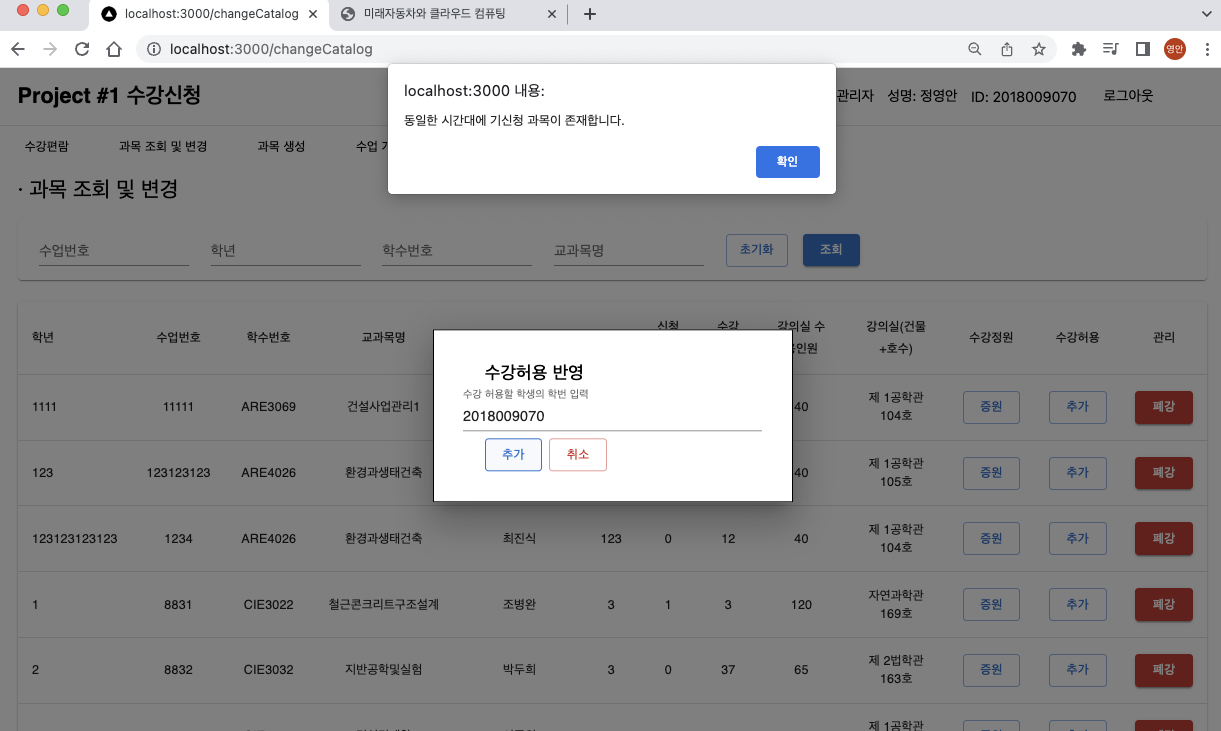 localhost:3000/changeCatalog
미래자동차와 클라우드 컴퓨팅
localhost:3000/changeCatalog
영안
Project #1 수강신청
관리자 성명: 정영안 ID: 2018009070 로그아웃
localhost:3000 내용:
동일한 시간대에 기신청 과목이 존재합니다.
확인
수강편람 과목 조회 및 변경 과목 생성 수업
· 과목 조회 및 변경
수업번호 학년 학수번호 교과목명 초기화 조회
학년 수업번호 학수번호 교과목명 신청 수강 강의실 수용인원 강의실(건물+호수) 수강정원 수강허용 관리
수강허용 반영
수강 허용할 학생의 학번 입력
2018009070
추가 취소
1111 11111 ARE3069 건설사업관리1 40 제 1공학관 104호 증원 추가 폐강
123 123123123 ARE4026 환경과생태건축 40 제 1공학관 105호 증원 추가 폐강
123123123123 1234 ARE4026 환경과생태건축 최진식 123 0 12 40 제 1공학관 104호 증원 추가 폐강
1 8831 CIE3022 철근콘크리트구조설계 조병완 3 1 3 120 자연과학관 169호 증원 추가 폐강
2 8832 CIE3032 지반공학및실험 박두희 3 0 37 65 제 2법학관 163호 증원 추가 폐강
제 1공학관